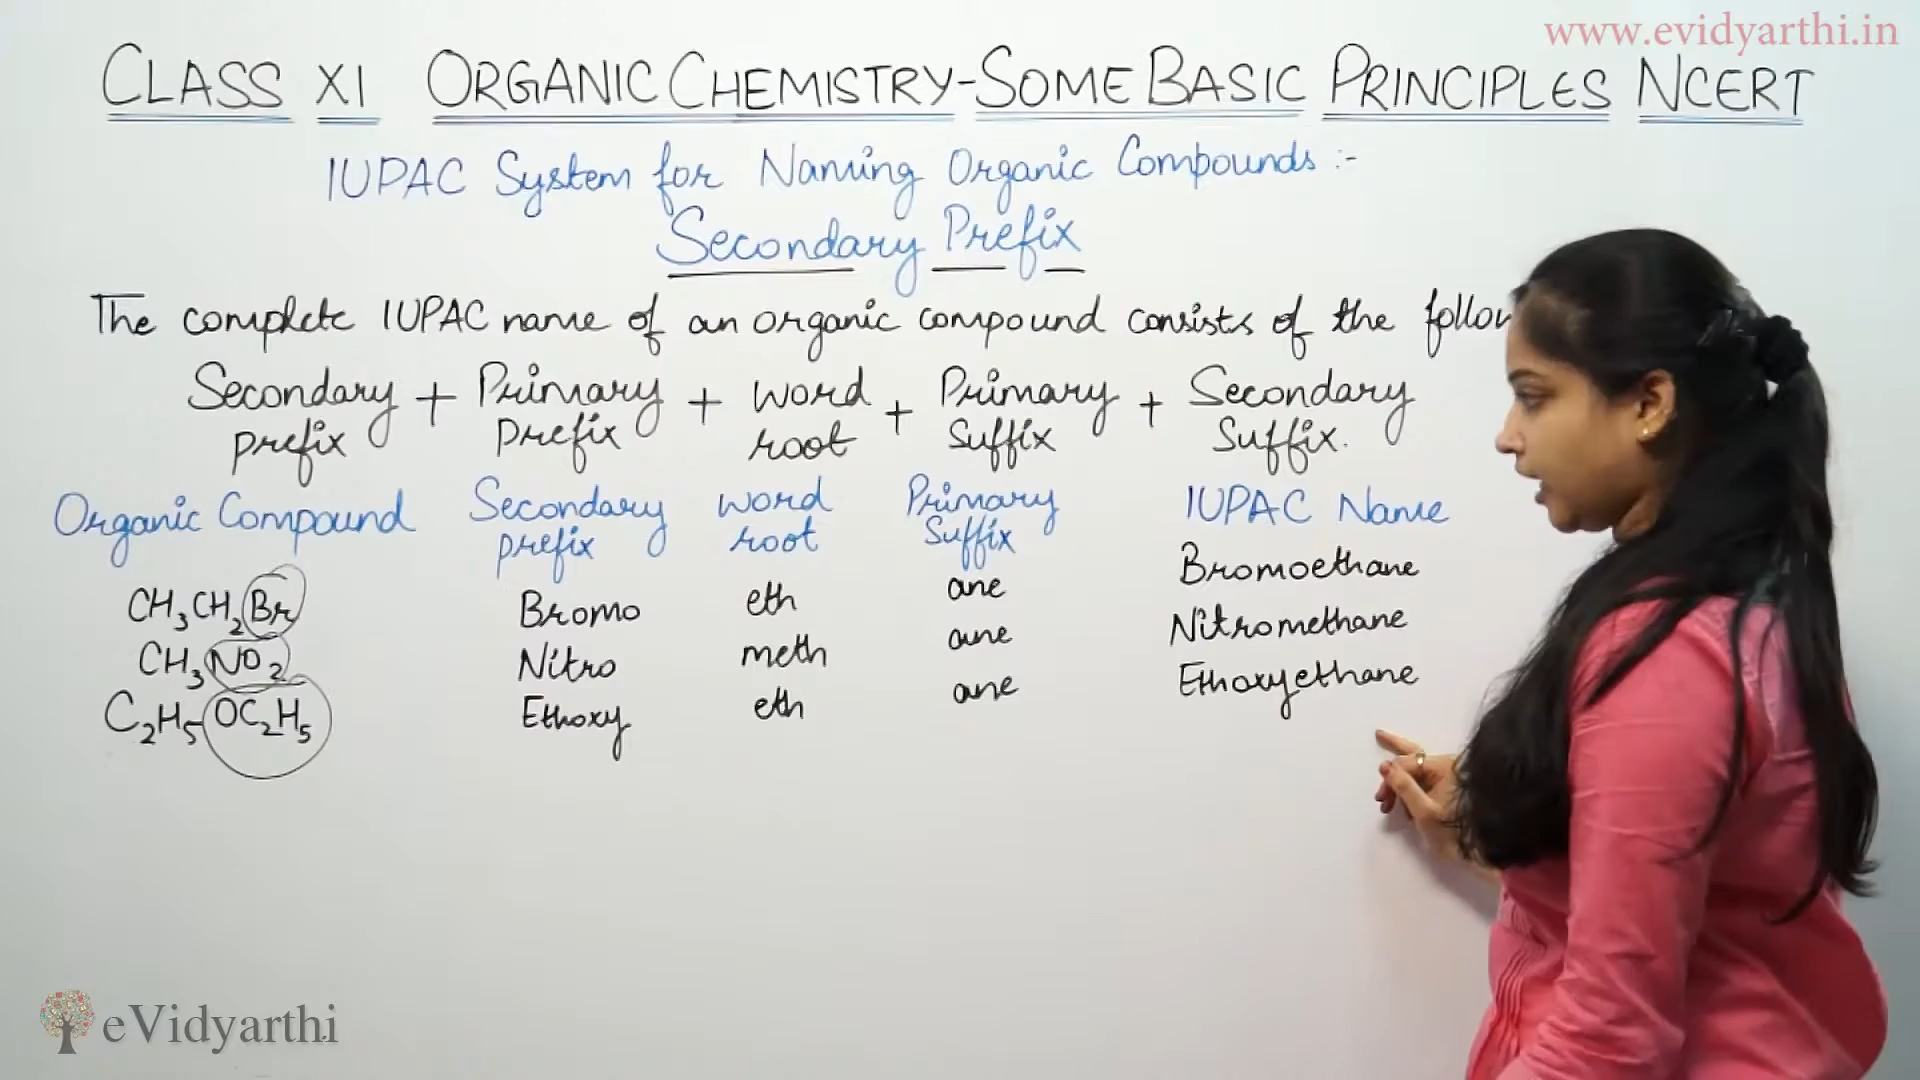 www.evidyarthi.in
CLASS XI ORGANIC CHEMISTRY-SOME BASIC PRINCIPLES NCERT
IUPAC System for Naming Organic Compounds :-
Secondary Prefix
The complete IUPAC name of an organic compound consists of the follow
Secondary prefix + Primary prefix + word root + Primary suffix + Secondary Suffix.
Organic Compound Secondary prefix word root Primary Suffix IUPAC Name
CH₃CH₂Br Bromo eth ane Bromoethane
CH₃NO₂ Nitro meth ane Nitromethane
C₂H₅-OC₂H₅ Ethoxy eth ane Ethoxyethane
eVidyarthi